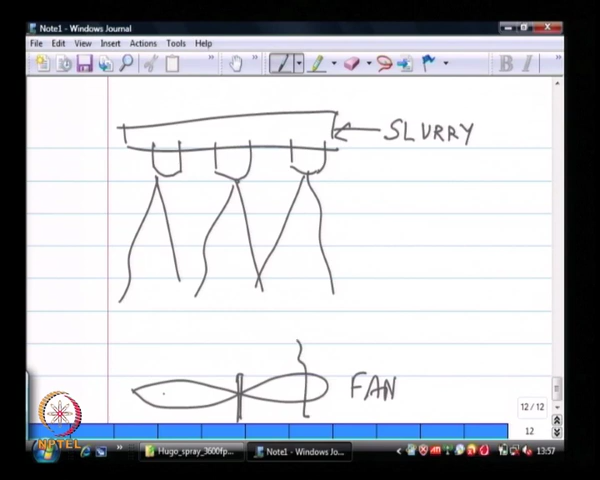 Note1 - Windows Journal
File Edit View Insert Actions Tools Help
B I
SLURRY
FAN
12 / 12
12
NPTEL
Hugo_spray_3600fp...
Note1 - Windows Jo...
13:57